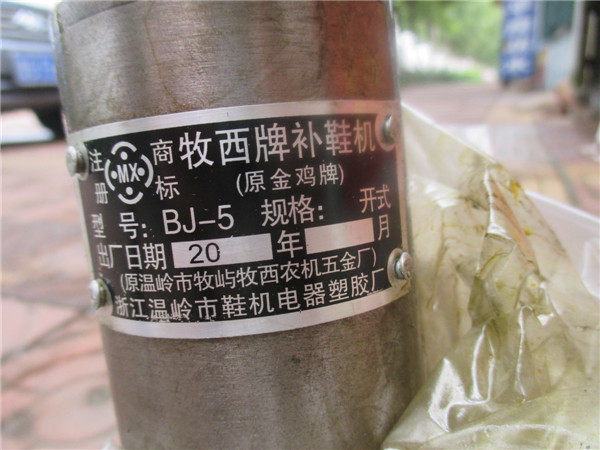 注册 MX 商标 牧西牌补鞋机
(原金鸡牌)
型号: BJ-5 规格: 开式
出厂日期 20 年 月
(原温岭市牧屿牧西农机五金厂)
浙江温岭市鞋机电器塑胶厂